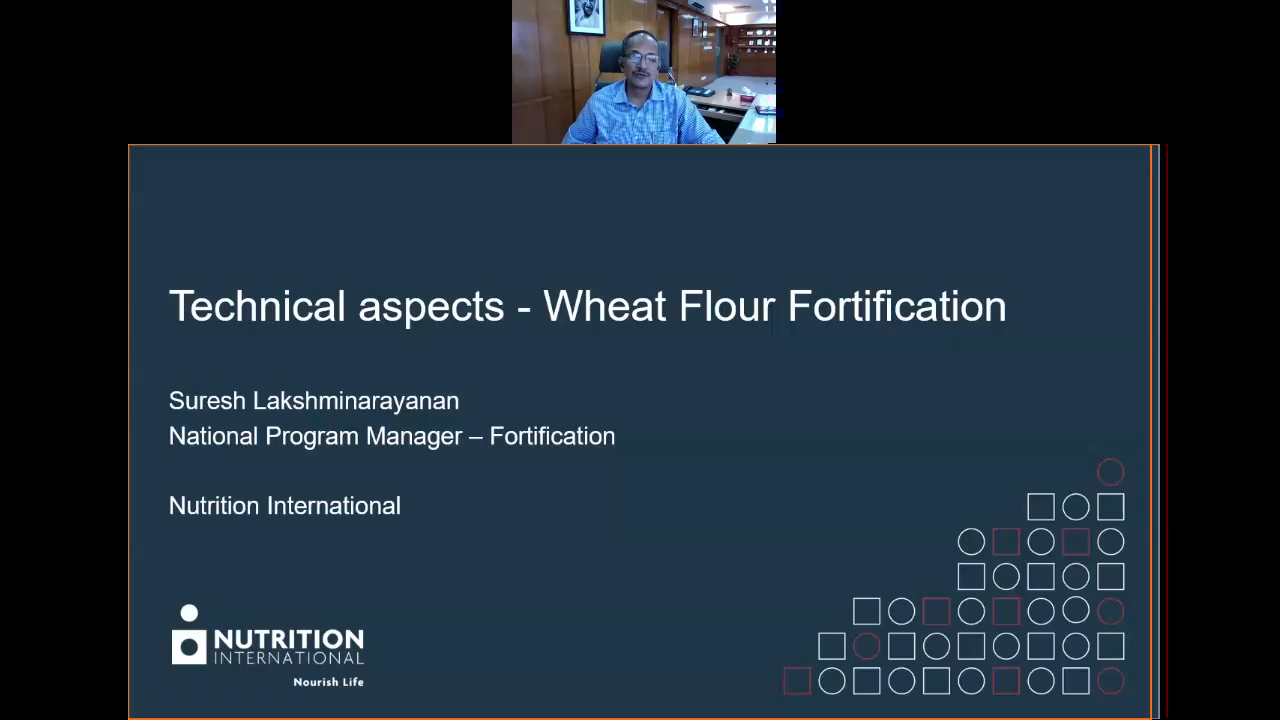 Technical aspects - Wheat Flour Fortification
Suresh Lakshminarayanan
National Program Manager – Fortification
Nutrition International
NUTRITION
INTERNATIONAL
Nourish Life